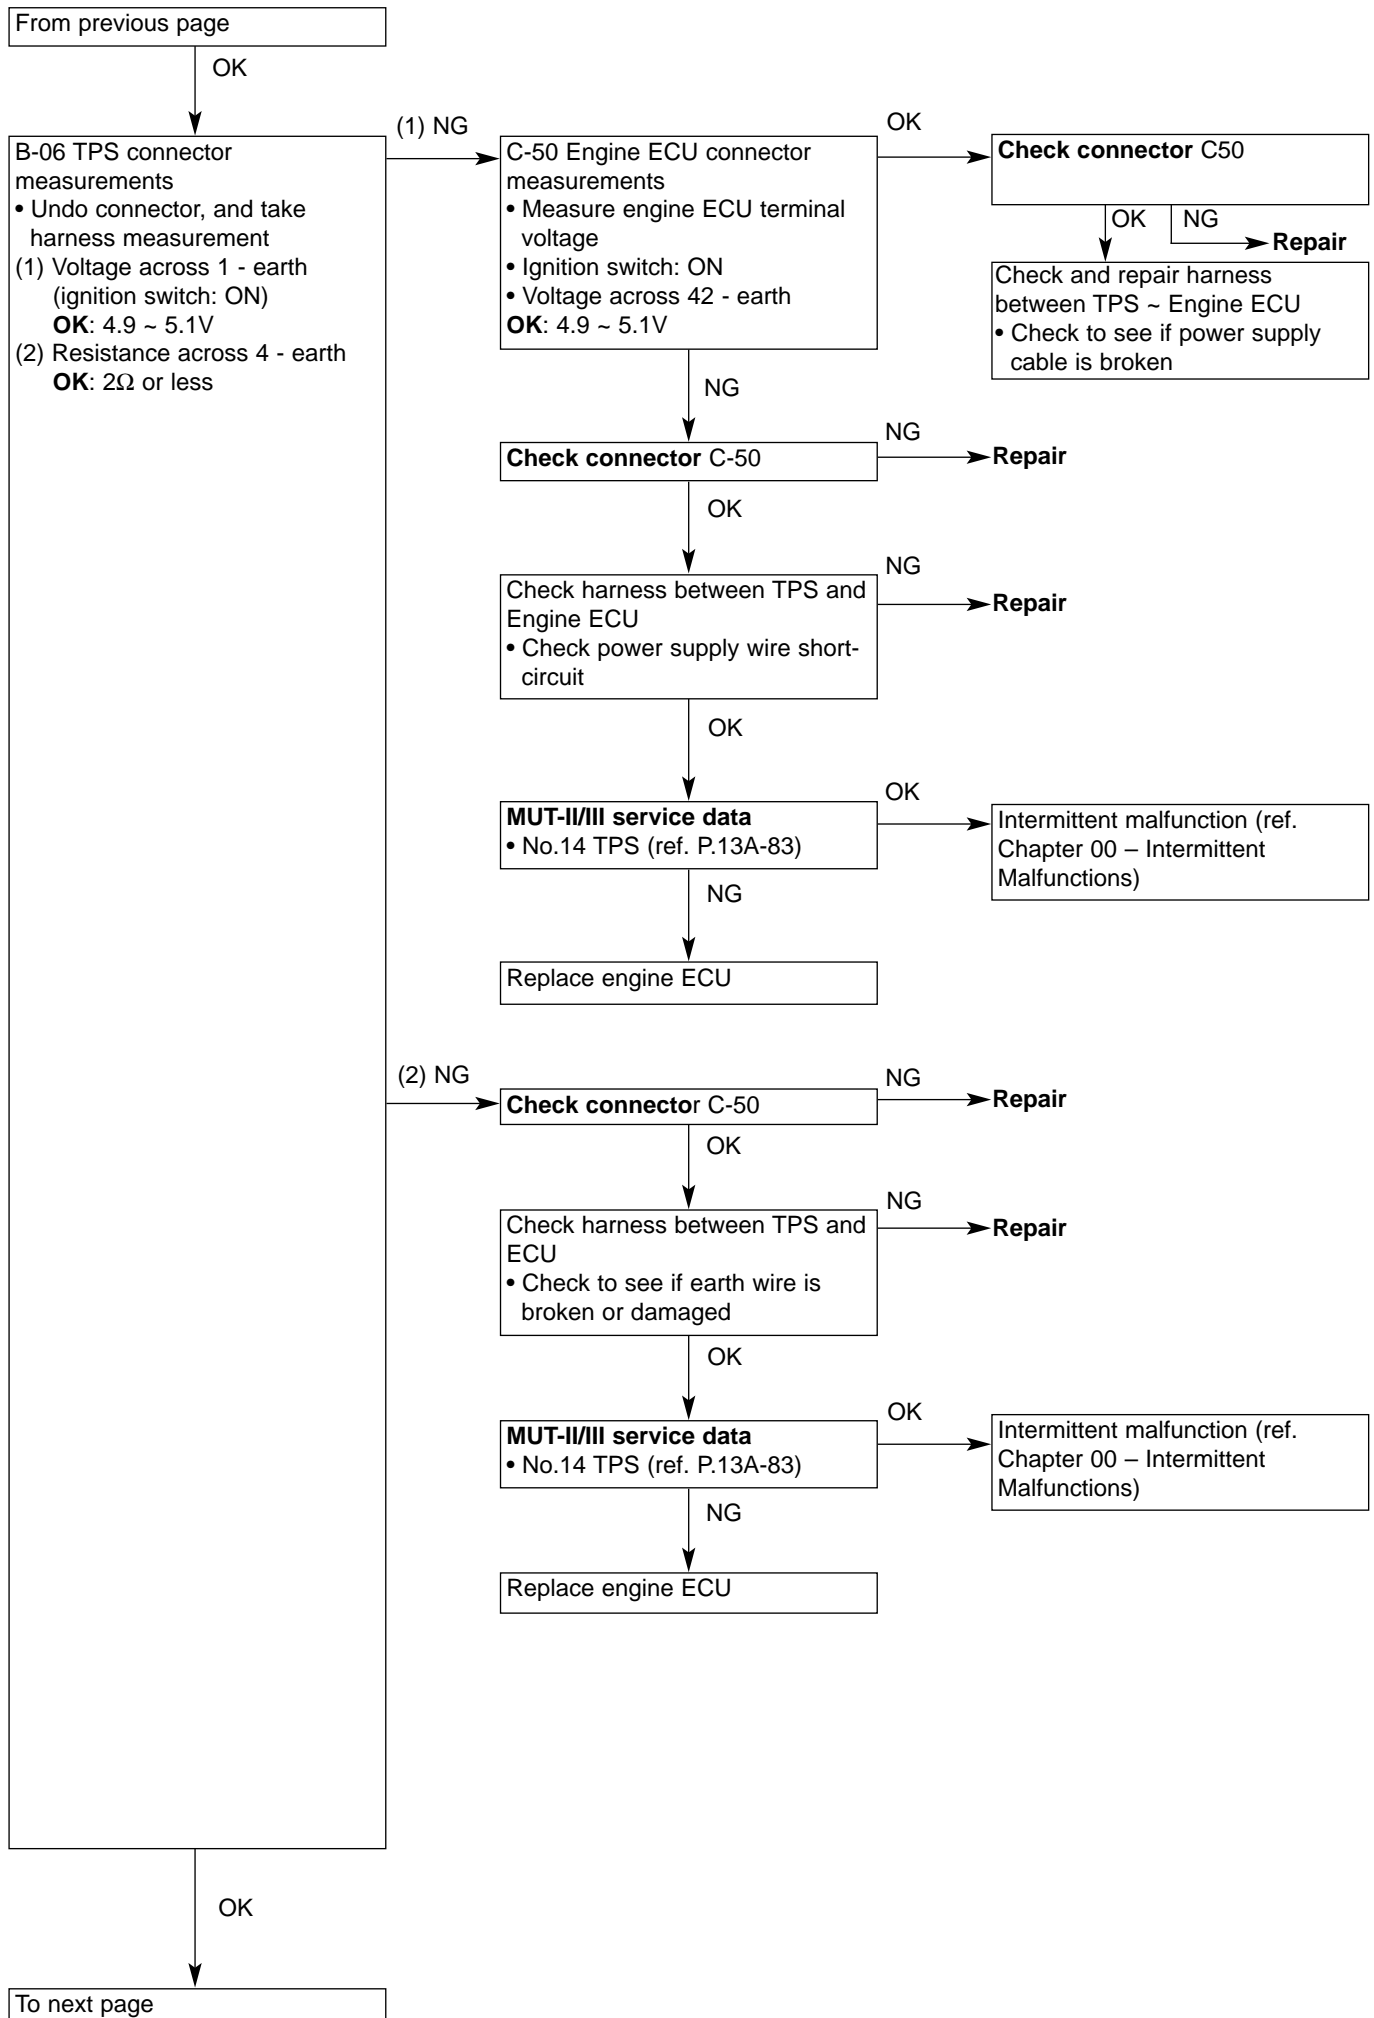 From previous page
OK
B-06 TPS connector
measurements
• Undo connector, and take
harness measurement
(1) Voltage across 1 - earth
(ignition switch: ON)
OK: 4.9 ~ 5.1V
(2) Resistance across 4 - earth
OK: 2Ω or less
(1) NG
C-50 Engine ECU connector
measurements
• Measure engine ECU terminal
voltage
• Ignition switch: ON
• Voltage across 42 - earth
OK: 4.9 ~ 5.1V
OK
Check connector C50
OK
NG
Repair
Check and repair harness
between TPS ~ Engine ECU
• Check to see if power supply
cable is broken
NG
Check connector C-50
NG
Repair
OK
Check harness between TPS and
Engine ECU
• Check power supply wire short-
circuit
NG
Repair
OK
MUT-II/III service data
• No.14 TPS (ref. P.13A-83)
OK
Intermittent malfunction (ref.
Chapter 00 – Intermittent
Malfunctions)
NG
Replace engine ECU
(2) NG
Check connector C-50
NG
Repair
OK
Check harness between TPS and
ECU
• Check to see if earth wire is
broken or damaged
NG
Repair
OK
MUT-II/III service data
• No.14 TPS (ref. P.13A-83)
OK
Intermittent malfunction (ref.
Chapter 00 – Intermittent
Malfunctions)
NG
Replace engine ECU
OK
To next page